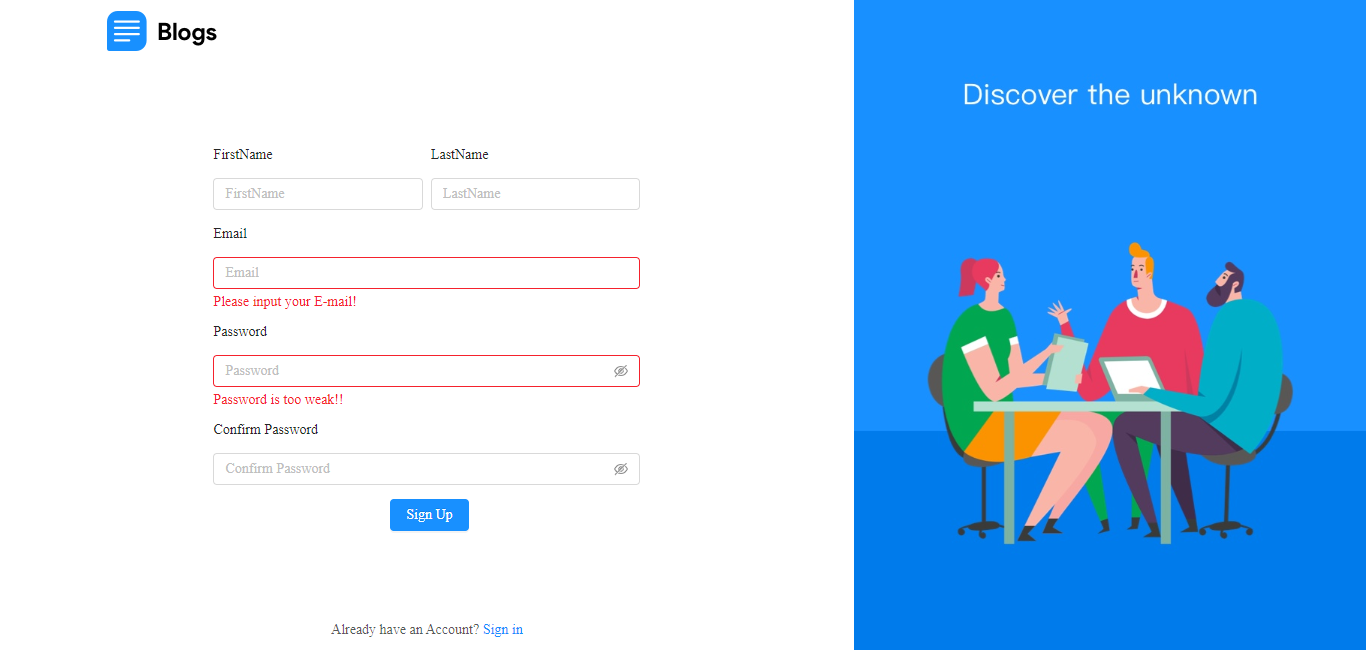 Blogs
Discover the unknown
FirstName LastName
FirstName LastName
Email
Email
Please input your E-mail!
Password
Password
Password is too weak!!
Confirm Password
Confirm Password
Sign Up
Already have an Account? Sign in